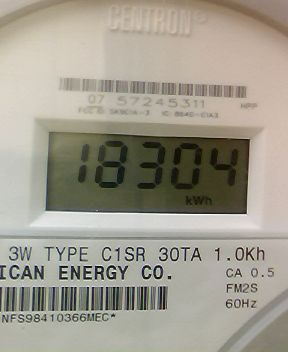 CENTRON®
07 57245311 HPP
18304
kWh
3W TYPE C1SR 30TA 1.0Kh
ICAN ENERGY CO. CA 0.5
FM2S
60Hz
NFS98410366MEC*